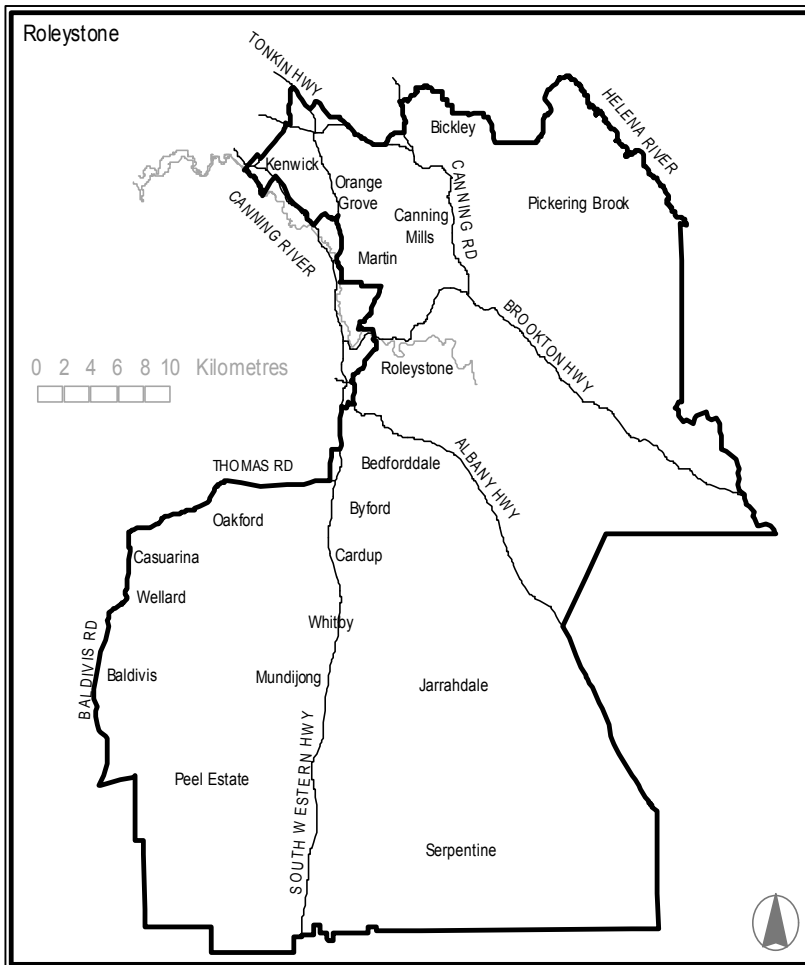 Roleystone
TONKIN HWY
HELENA RIVER
Bickley
Kenwick
CANNING RD
Orange
Grove
Pickering Brook
CANNING RIVER
Canning
Mills
Martin
BROOKTON HWY
0 2 4 6 8 10 Kilometres
Roleystone
ALBANY HWY
THOMAS RD
Bedforddale
Byford
Oakford
Casuarina
Cardup
Wellard
Whitby
BALDIVIS RD
Baldivis
Mundijong
Jarrahdale
Peel Estate
SOUTH WESTERN HWY
Serpentine